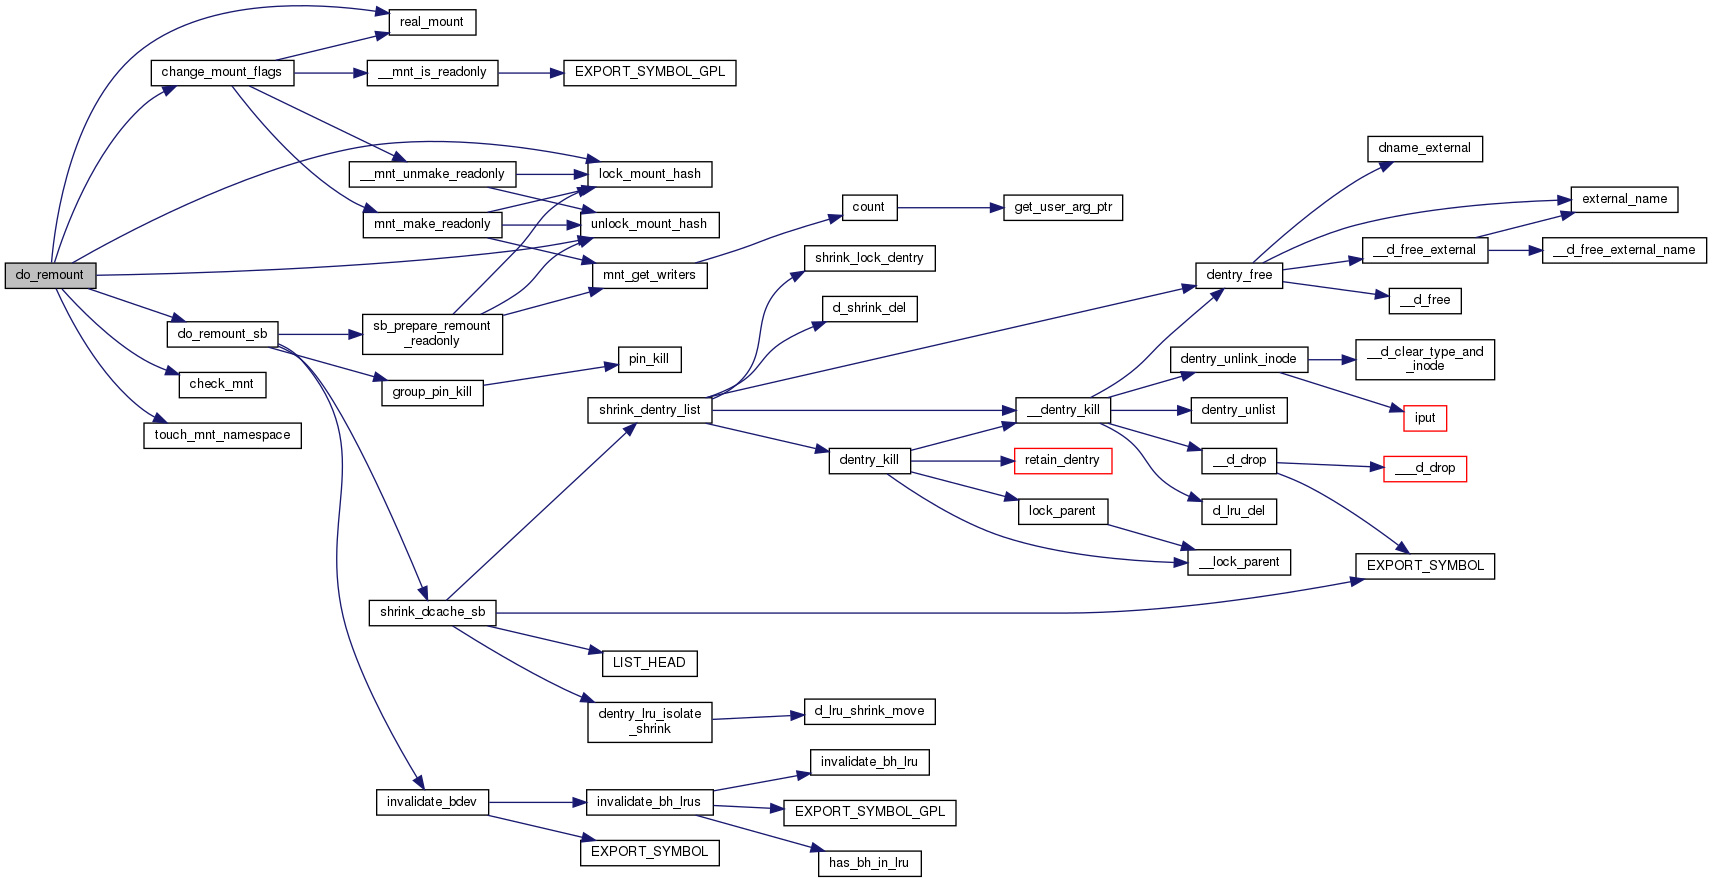 real_mount
change_mount_flags
__mnt_is_readonly
EXPORT_SYMBOL_GPL
dname_external
__mnt_unmake_readonly
lock_mount_hash
external_name
count
get_user_arg_ptr
mnt_make_readonly
unlock_mount_hash
__d_free_external
__d_free_external_name
shrink_lock_dentry
do_remount
mnt_get_writers
dentry_free
__d_free
d_shrink_del
do_remount_sb
sb_prepare_remount
_readonly
pin_kill
dentry_unlink_inode
__d_clear_type_and
_inode
check_mnt
group_pin_kill
shrink_dentry_list
__dentry_kill
dentry_unlist
iput
touch_mnt_namespace
dentry_kill
retain_dentry
__d_drop
___d_drop
lock_parent
d_lru_del
__lock_parent
EXPORT_SYMBOL
shrink_dcache_sb
LIST_HEAD
dentry_lru_isolate
_shrink
d_lru_shrink_move
invalidate_bh_lru
invalidate_bdev
invalidate_bh_lrus
EXPORT_SYMBOL_GPL
EXPORT_SYMBOL
has_bh_in_lru